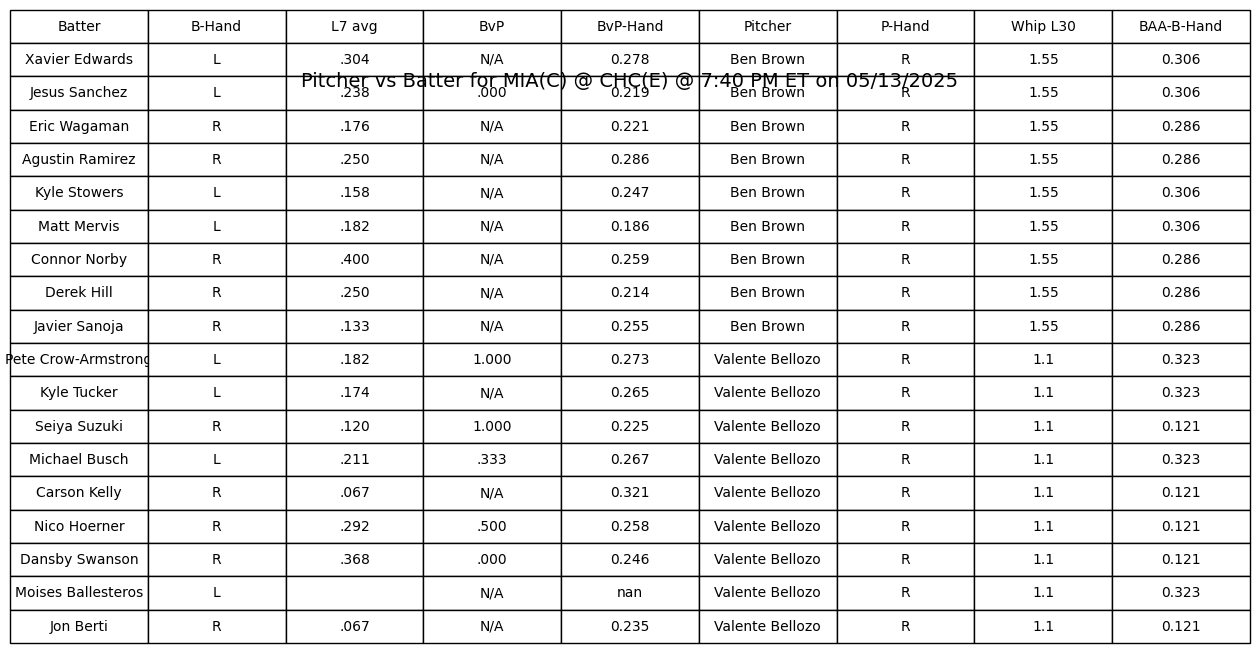 Batter B-Hand L7 avg BvP BvP-Hand Pitcher P-Hand Whip L30 BAA-B-Hand
Xavier Edwards L .304 N/A 0.278 Ben Brown R 1.55 0.306
Pitcher vs Batter for MIA(C) @ CHC(E) @ 7:40 PM ET on 05/13/2025
Jesus Sanchez L .238 .000 0.219 Ben Brown R 1.55 0.306
Eric Wagaman R .176 N/A 0.221 Ben Brown R 1.55 0.286
Agustin Ramirez R .250 N/A 0.286 Ben Brown R 1.55 0.286
Kyle Stowers L .158 N/A 0.247 Ben Brown R 1.55 0.306
Matt Mervis L .182 N/A 0.186 Ben Brown R 1.55 0.306
Connor Norby R .400 N/A 0.259 Ben Brown R 1.55 0.286
Derek Hill R .250 N/A 0.214 Ben Brown R 1.55 0.286
Javier Sanoja R .133 N/A 0.255 Ben Brown R 1.55 0.286
Pete Crow-Armstrong L .182 1.000 0.273 Valente Bellozo R 1.1 0.323
Kyle Tucker L .174 N/A 0.265 Valente Bellozo R 1.1 0.323
Seiya Suzuki R .120 1.000 0.225 Valente Bellozo R 1.1 0.121
Michael Busch L .211 .333 0.267 Valente Bellozo R 1.1 0.323
Carson Kelly R .067 N/A 0.321 Valente Bellozo R 1.1 0.121
Nico Hoerner R .292 .500 0.258 Valente Bellozo R 1.1 0.121
Dansby Swanson R .368 .000 0.246 Valente Bellozo R 1.1 0.121
Moises Ballesteros L N/A nan Valente Bellozo R 1.1 0.323
Jon Berti R .067 N/A 0.235 Valente Bellozo R 1.1 0.121